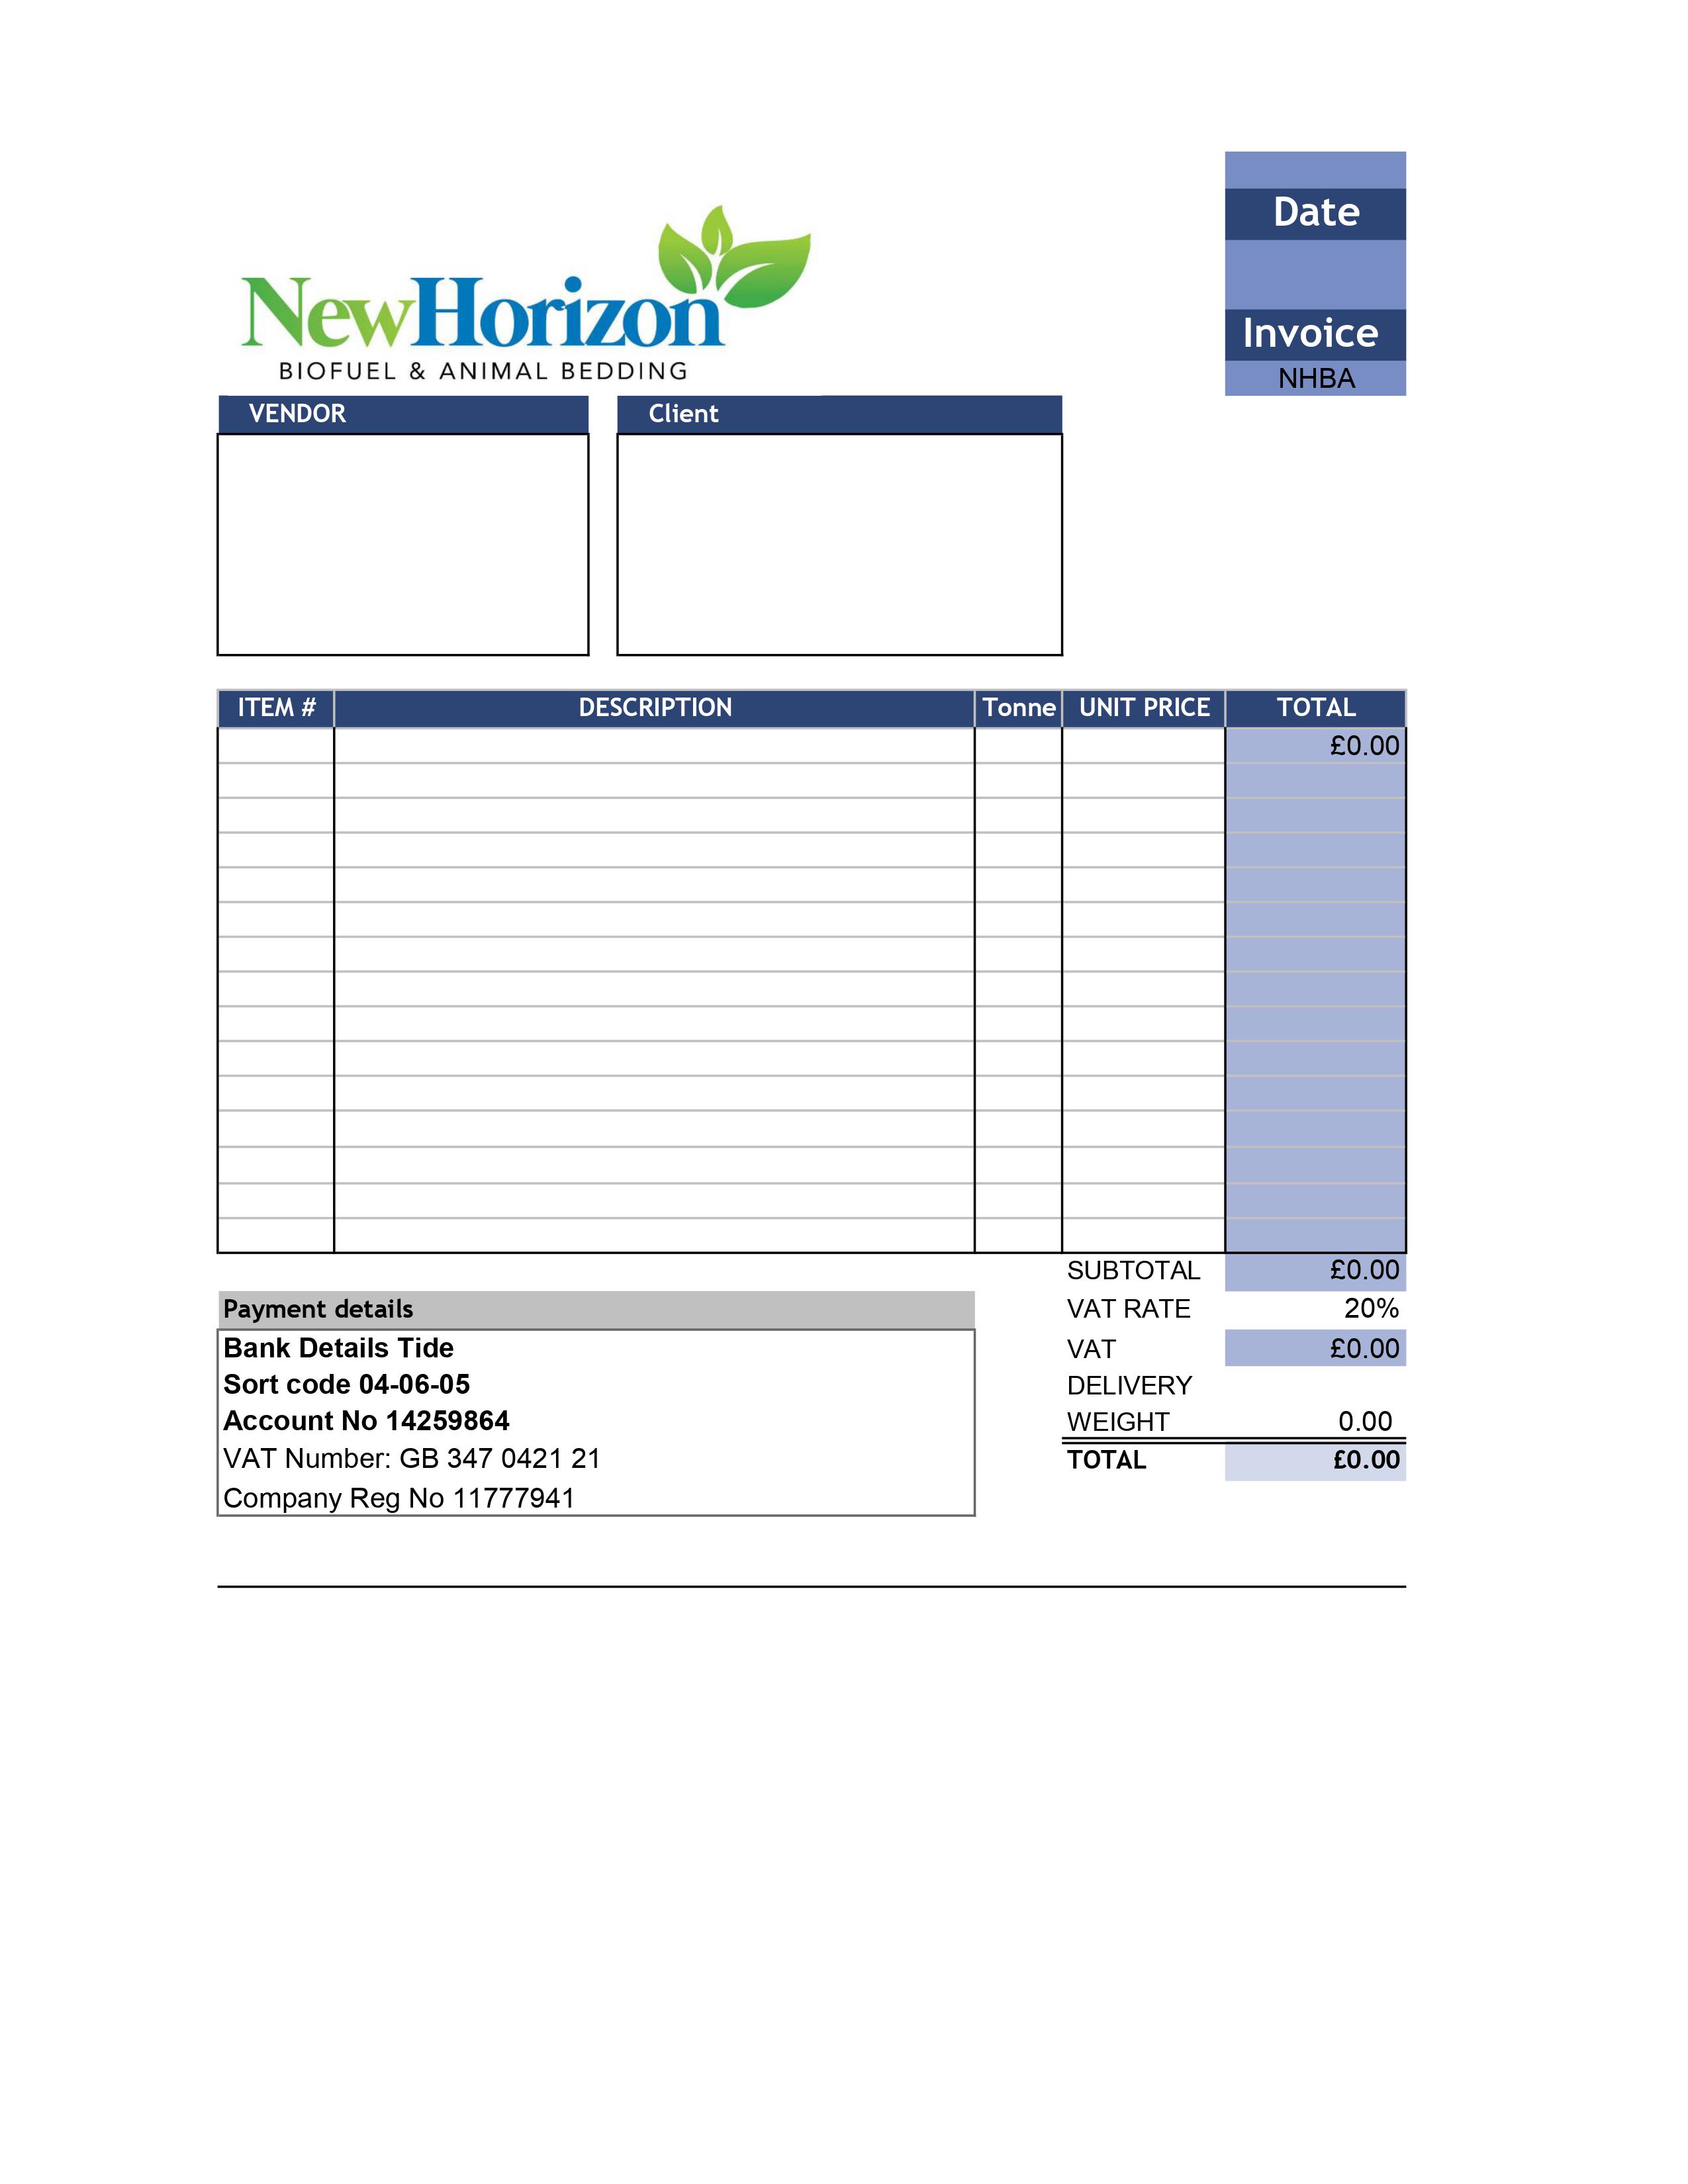 Date
NewHorizon
Invoice
BIOFUEL & ANIMAL BEDDING
NHBA
VENDOR Client
ITEM # DESCRIPTION Tonne UNIT PRICE TOTAL
£0.00
SUBTOTAL £0.00
Payment details VAT RATE 20%
Bank Details Tide VAT £0.00
Sort code 04-06-05 DELIVERY
Account No 14259864 WEIGHT 0.00
VAT Number: GB 347 0421 21 TOTAL £0.00
Company Reg No 11777941